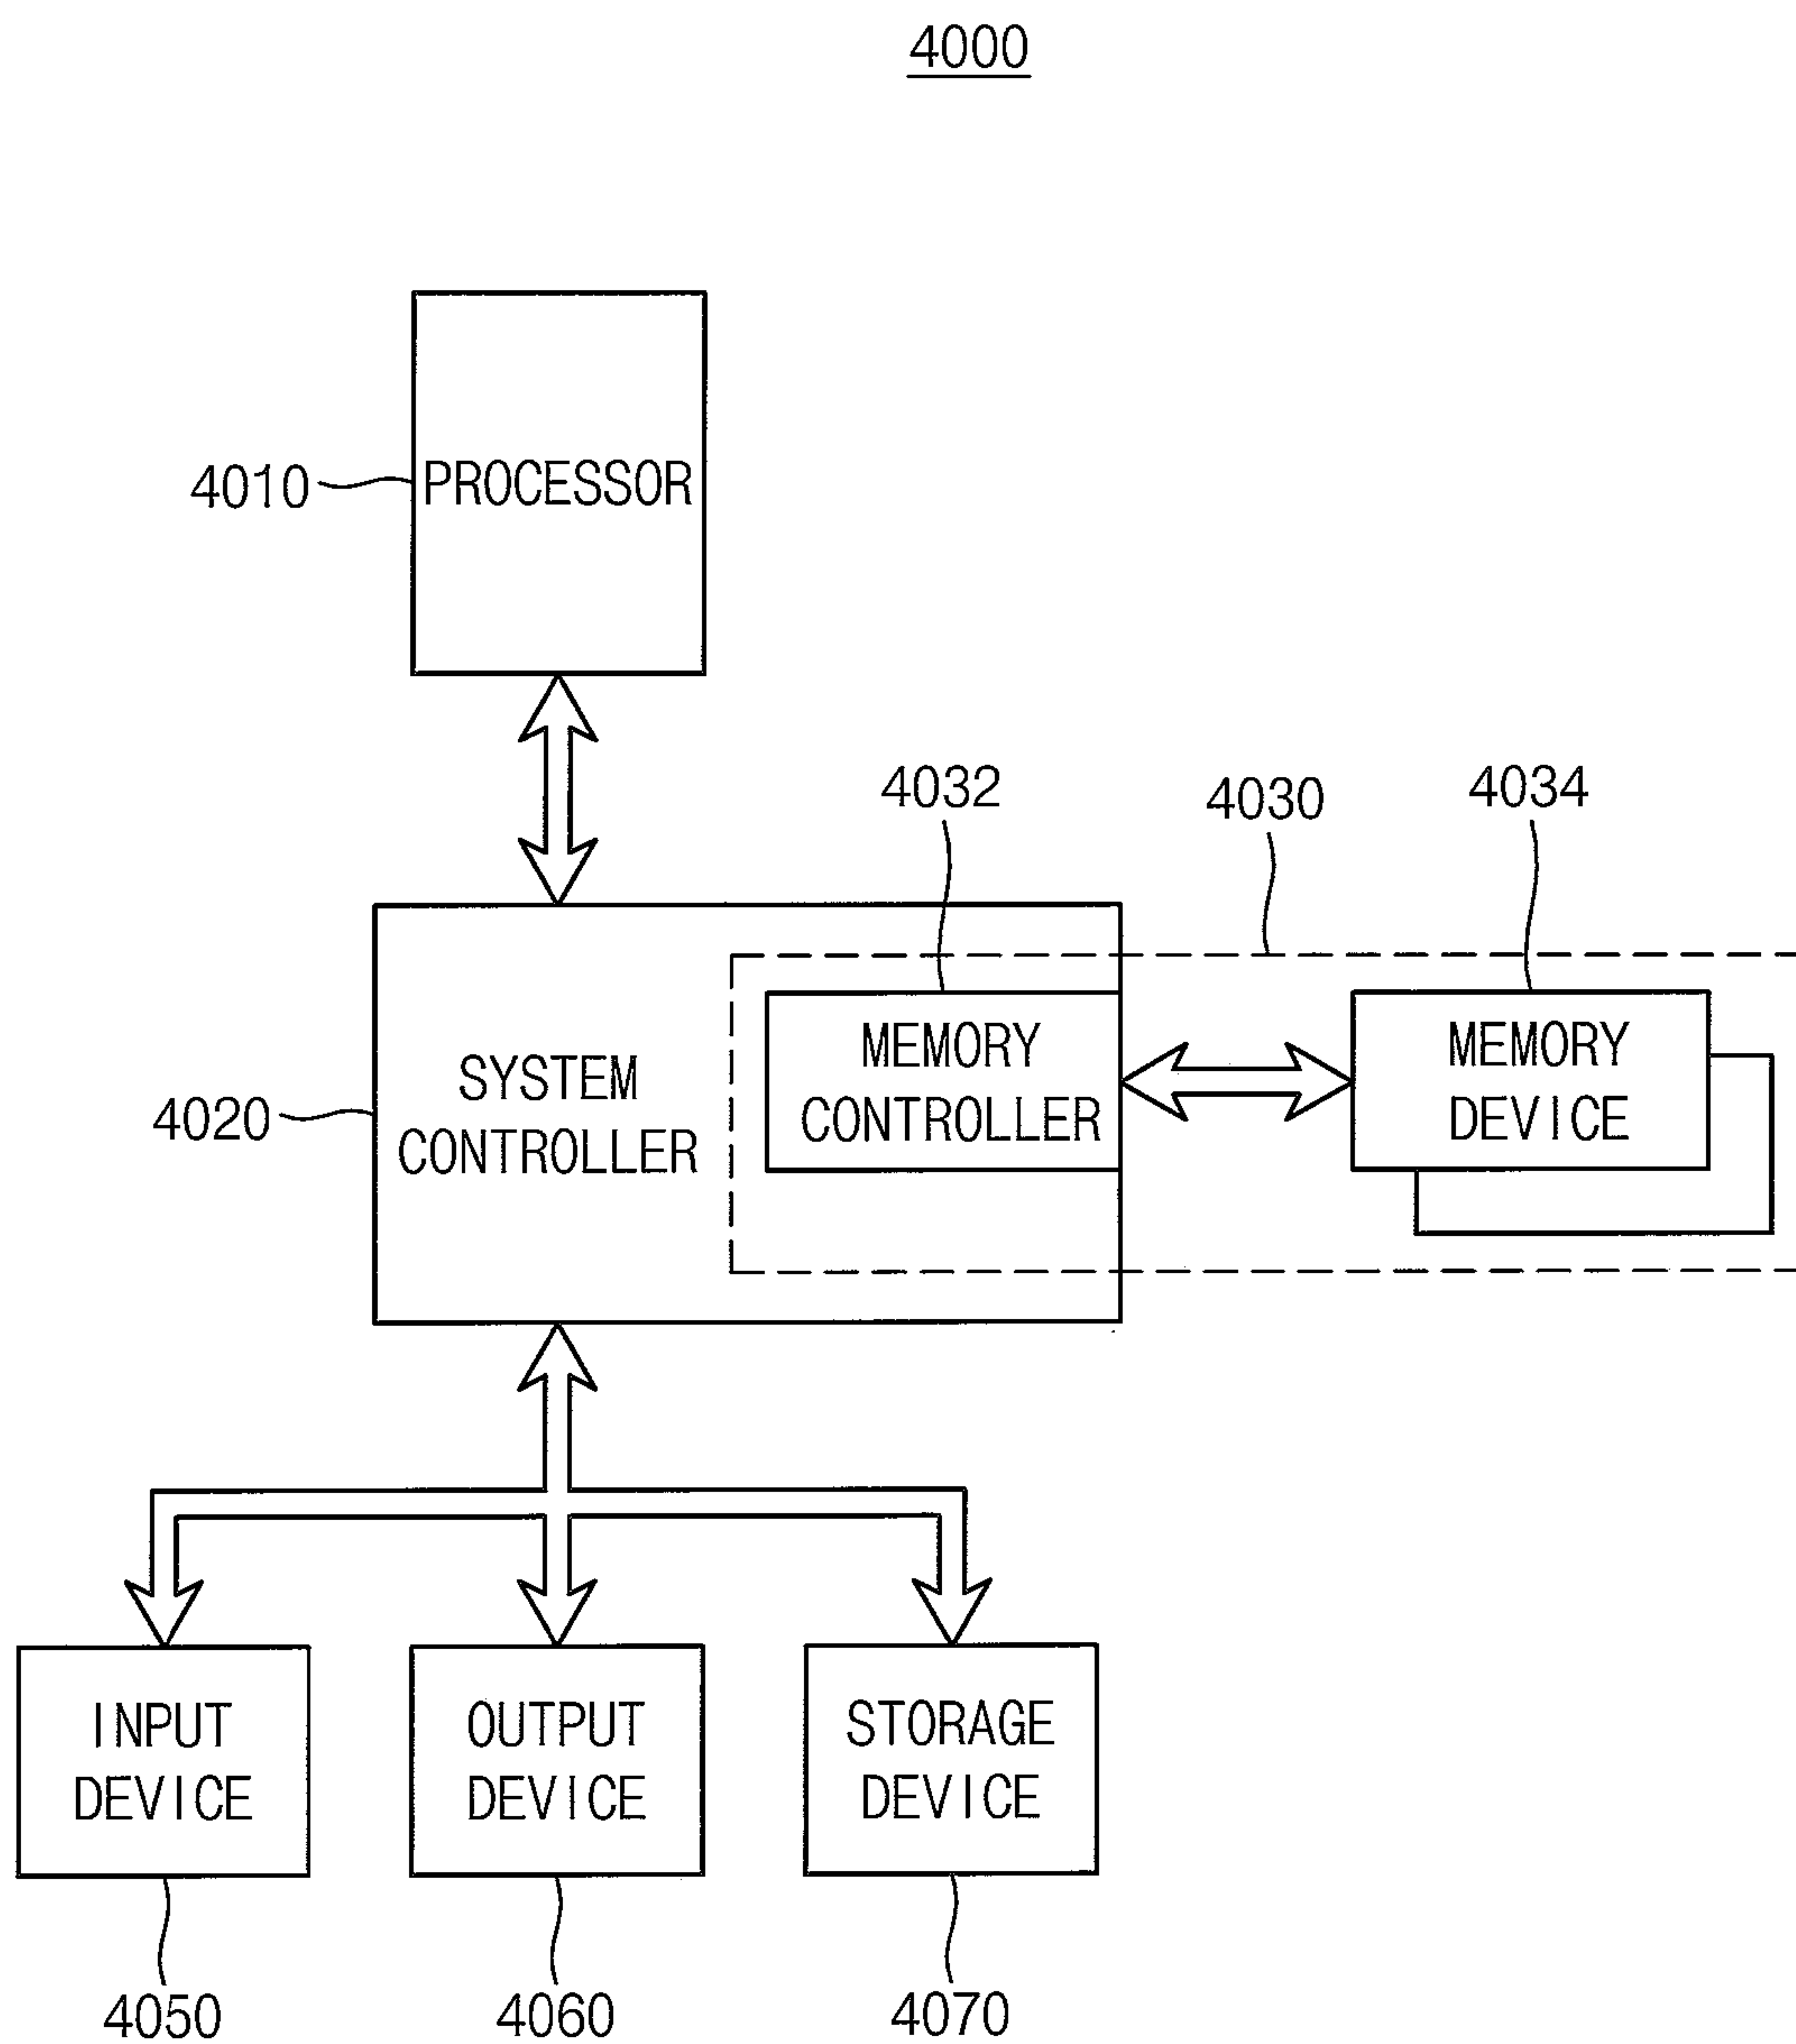 4000
4010
PROCESSOR
4032
4030
4034
4020
SYSTEM
CONTROLLER
MEMORY
CONTROLLER
MEMORY
DEVICE
INPUT
DEVICE
OUTPUT
DEVICE
STORAGE
DEVICE
4050
4060
4070